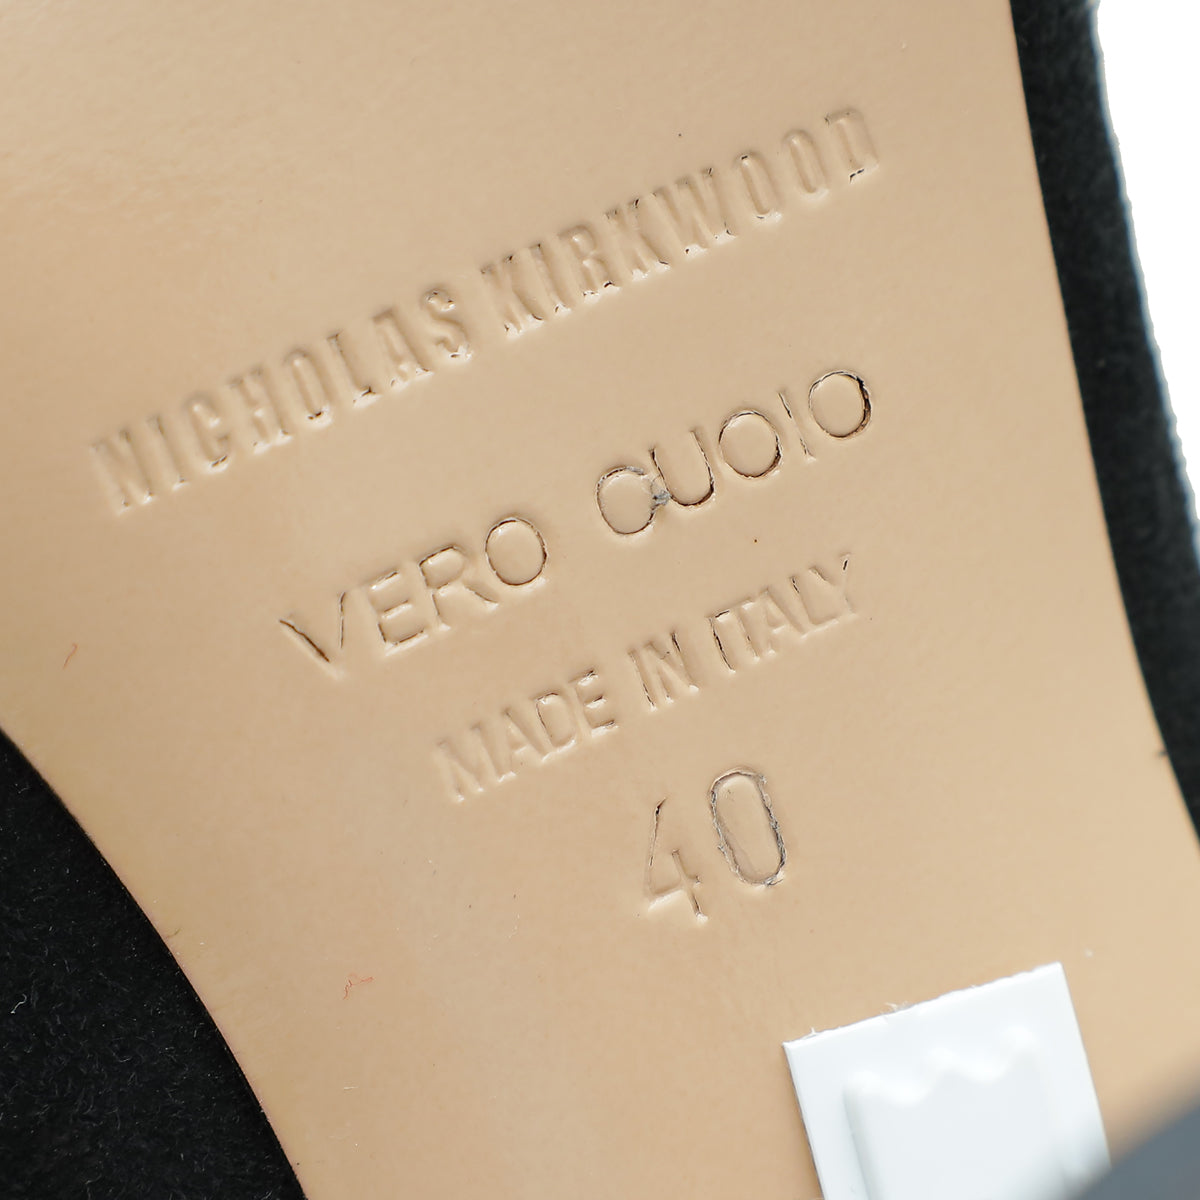 NICHOLAS KIRKWOOD
VERO CUOIO
MADE IN ITALY
40